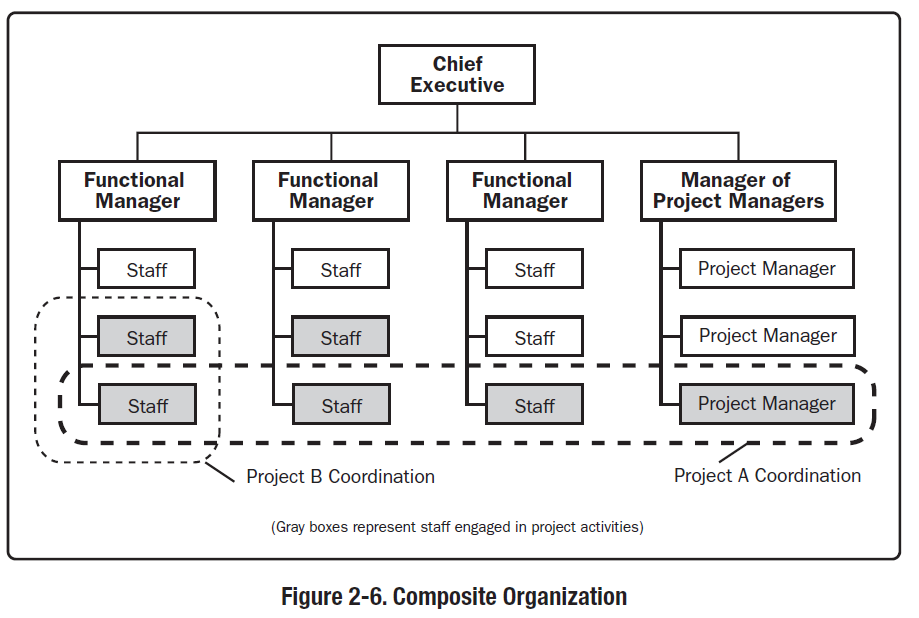 Chief
Executive
Functional
Manager
Functional
Manager
Functional
Manager
Manager of
Project Managers
Staff
Staff
Staff
Project Manager
Staff
Staff
Staff
Project Manager
Staff
Staff
Staff
Project Manager
Project B Coordination
Project A Coordination
(Gray boxes represent staff engaged in project activities)
Figure 2-6. Composite Organization